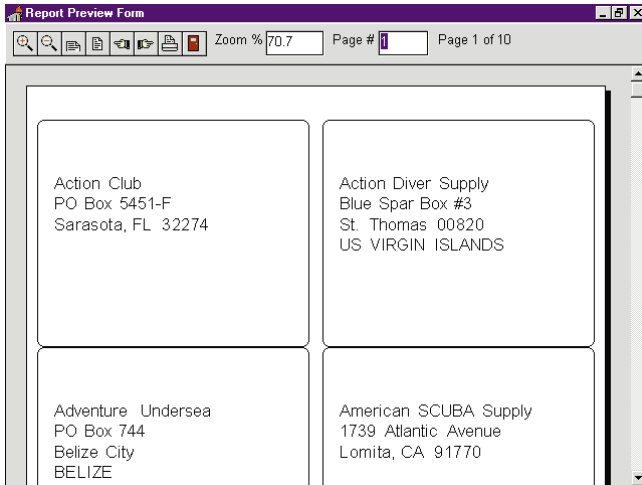 Report Preview Form
Zoom % 70.7 Page # 1 Page 1 of 10
Action Club
PO Box 5451-F
Sarasota, FL 32274
Action Diver Supply
Blue Spar Box #3
St. Thomas 00820
US VIRGIN ISLANDS
Adventure Undersea
PO Box 744
Belize City
BELIZE
American SCUBA Supply
1739 Atlantic Avenue
Lomita, CA 91770